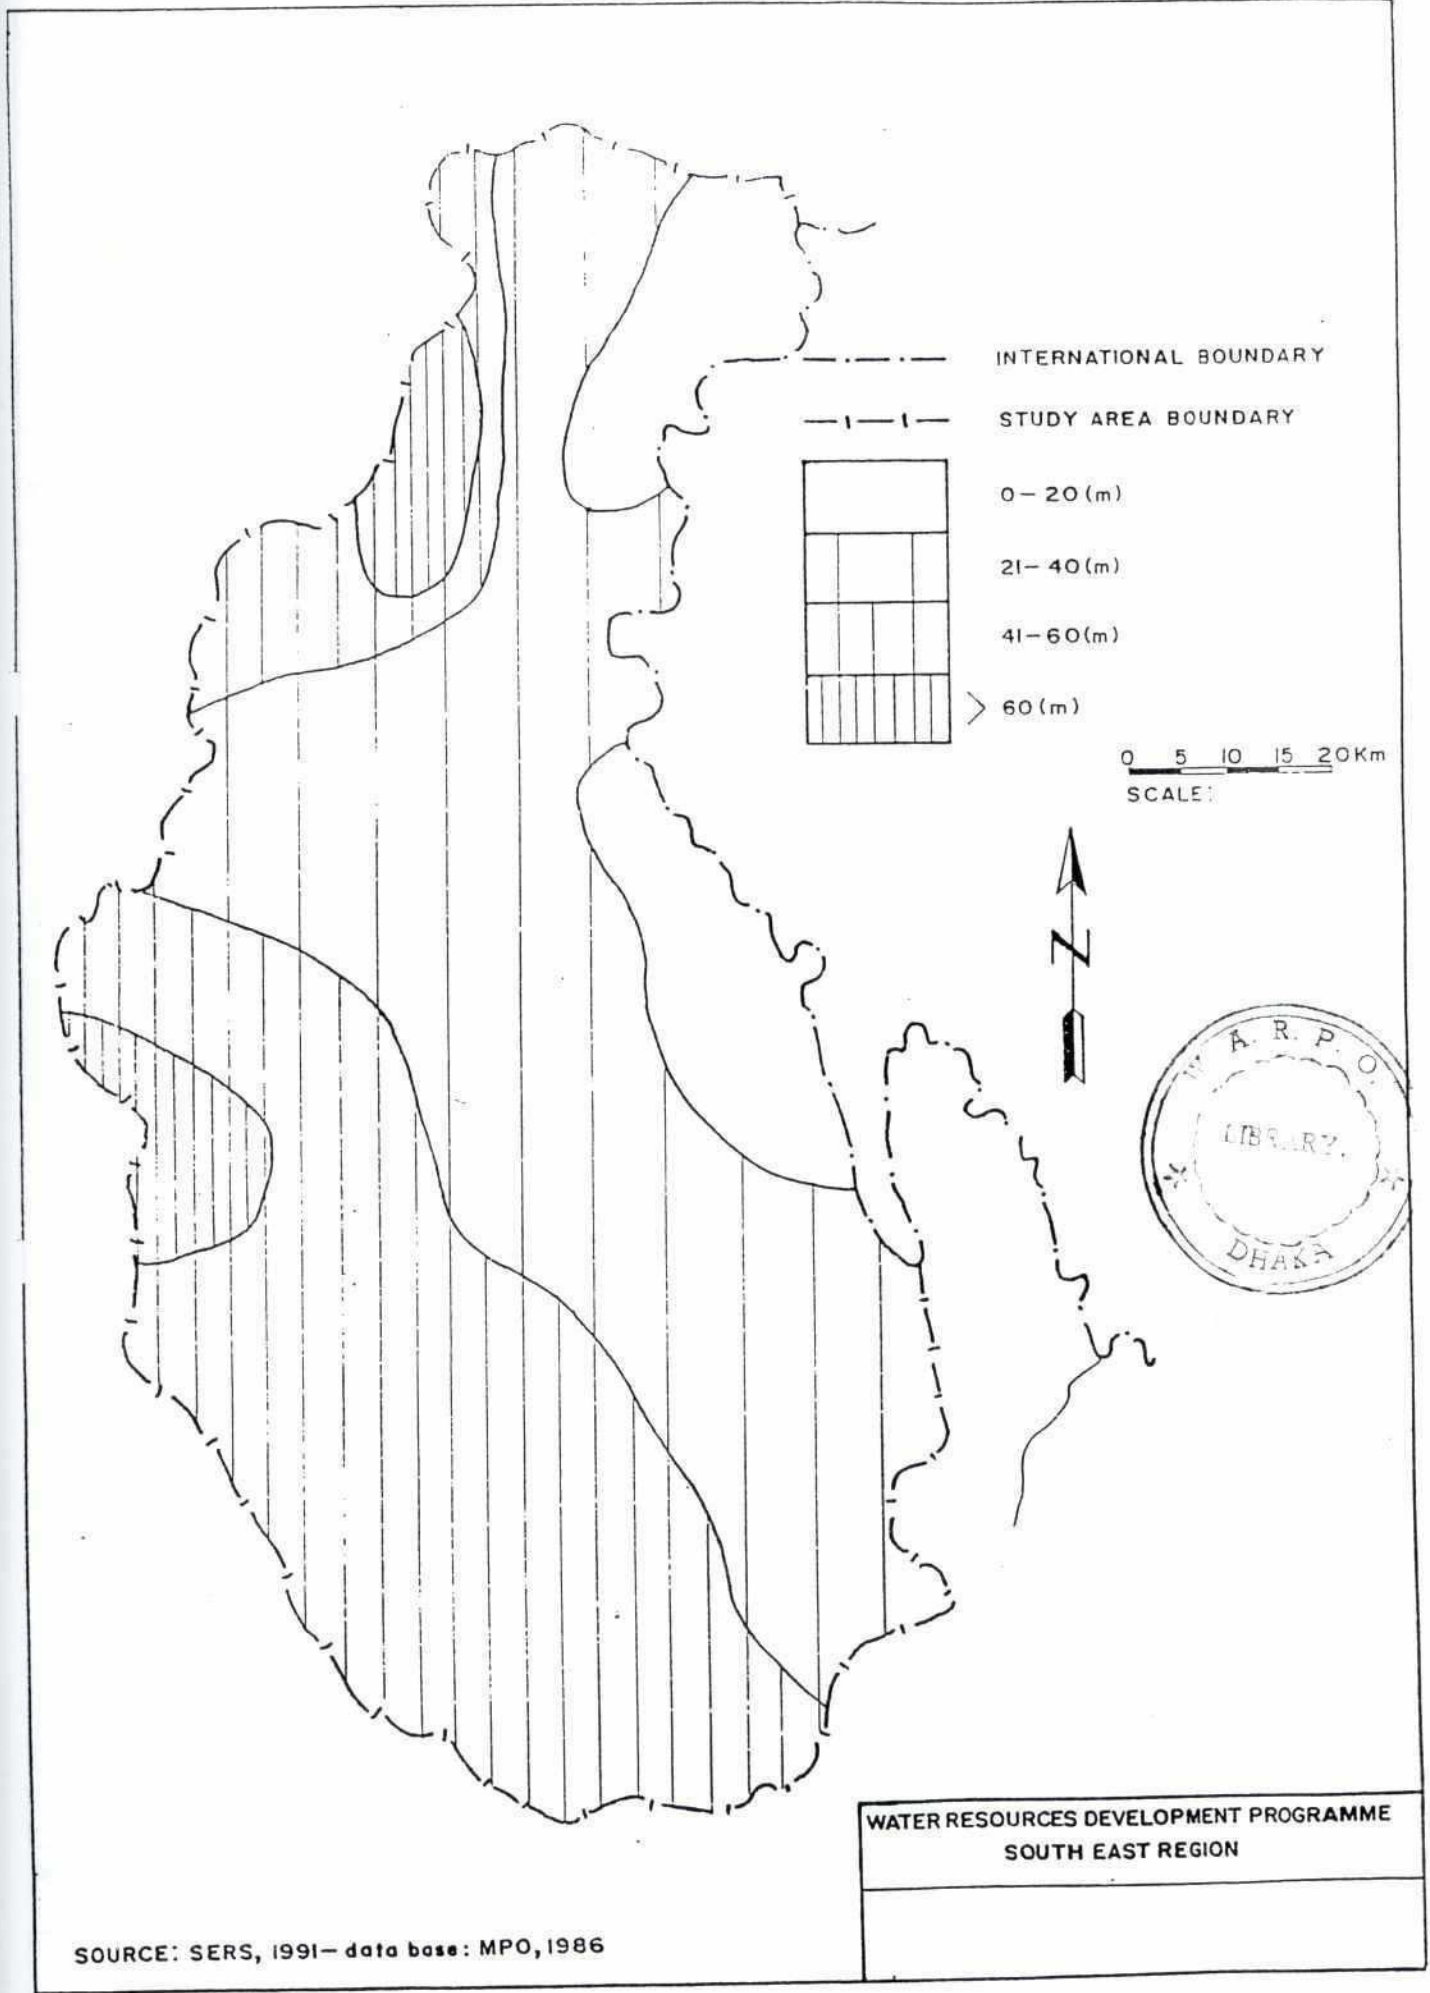 INTERNATIONAL BOUNDARY
STUDY AREA BOUNDARY
0-20(m)
21-40(m)
41-60(m)
> 60(m)
0 5 10 15 20Km
SCALE:
N
W. A. R. P. O.
LIBRARY.
DHAKA
WATER RESOURCES DEVELOPMENT PROGRAMME
SOUTH EAST REGION
SOURCE: SERS, 1991-data base: MPO, 1986